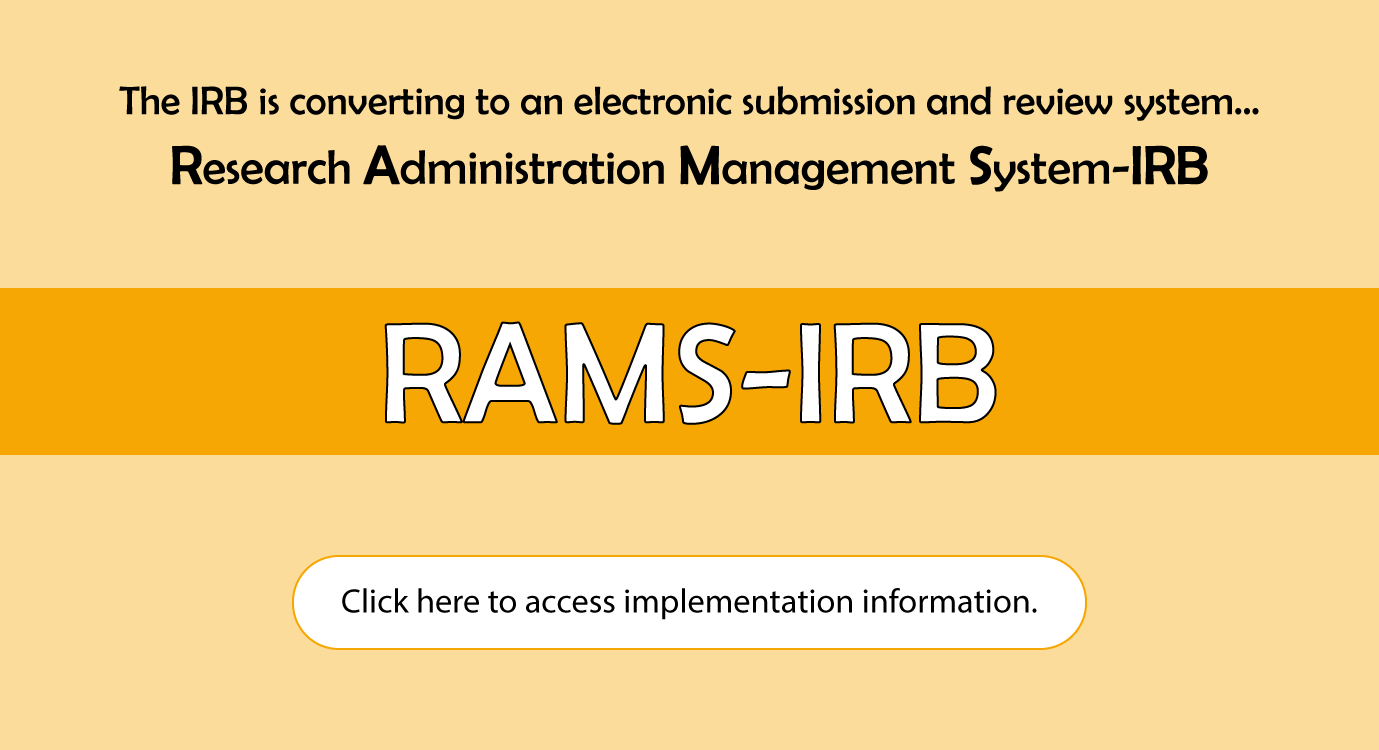 The IRB is converting to an electronic submission and review system...
Research Administration Management System-IRB
RAMS-IRB
Click here to access implementation information.